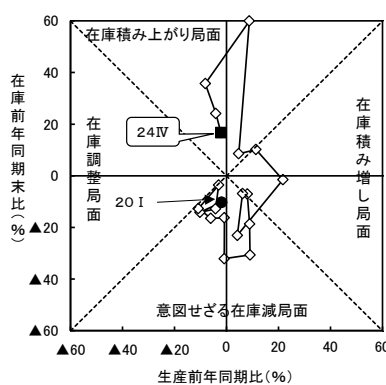 60
40
20
0
▲20
▲40
▲60
在庫前年同期末比(%)
在庫積み上がり局面
在庫調整局面
在庫積み増し局面
意図せざる在庫減局面
24Ⅳ
20Ⅰ
▲60 ▲40 ▲20 0 20 40 60
生産前年同期比(%)